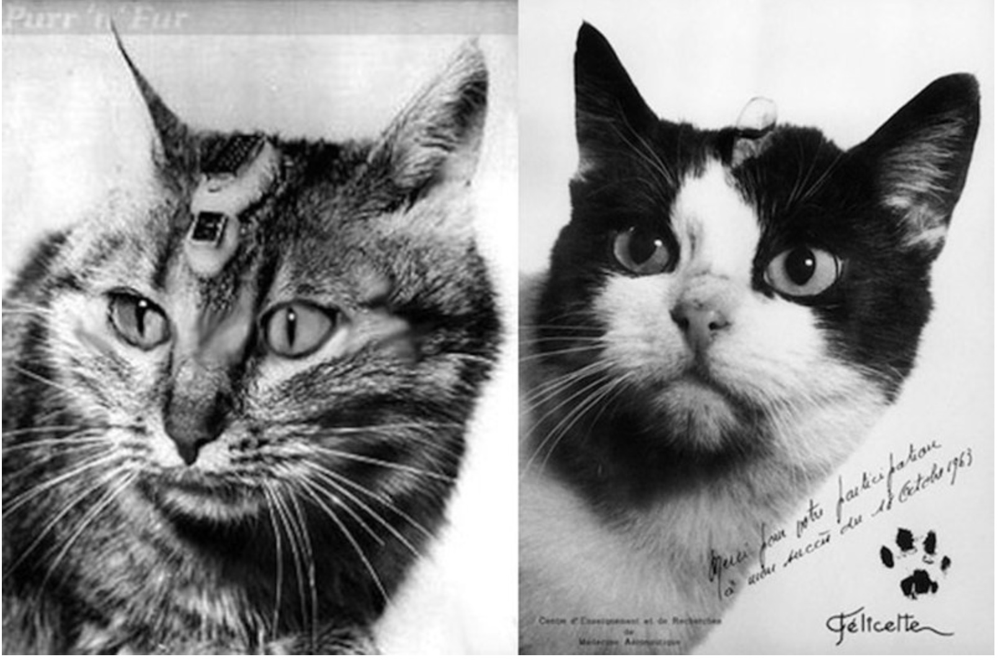 Purr 'n' Fur
Merci pour votre participation
à mon succès du 18 Octobre 1963
Félicette
Centre d'Enseignement et de Recherches
de
Médecine Aéronautique